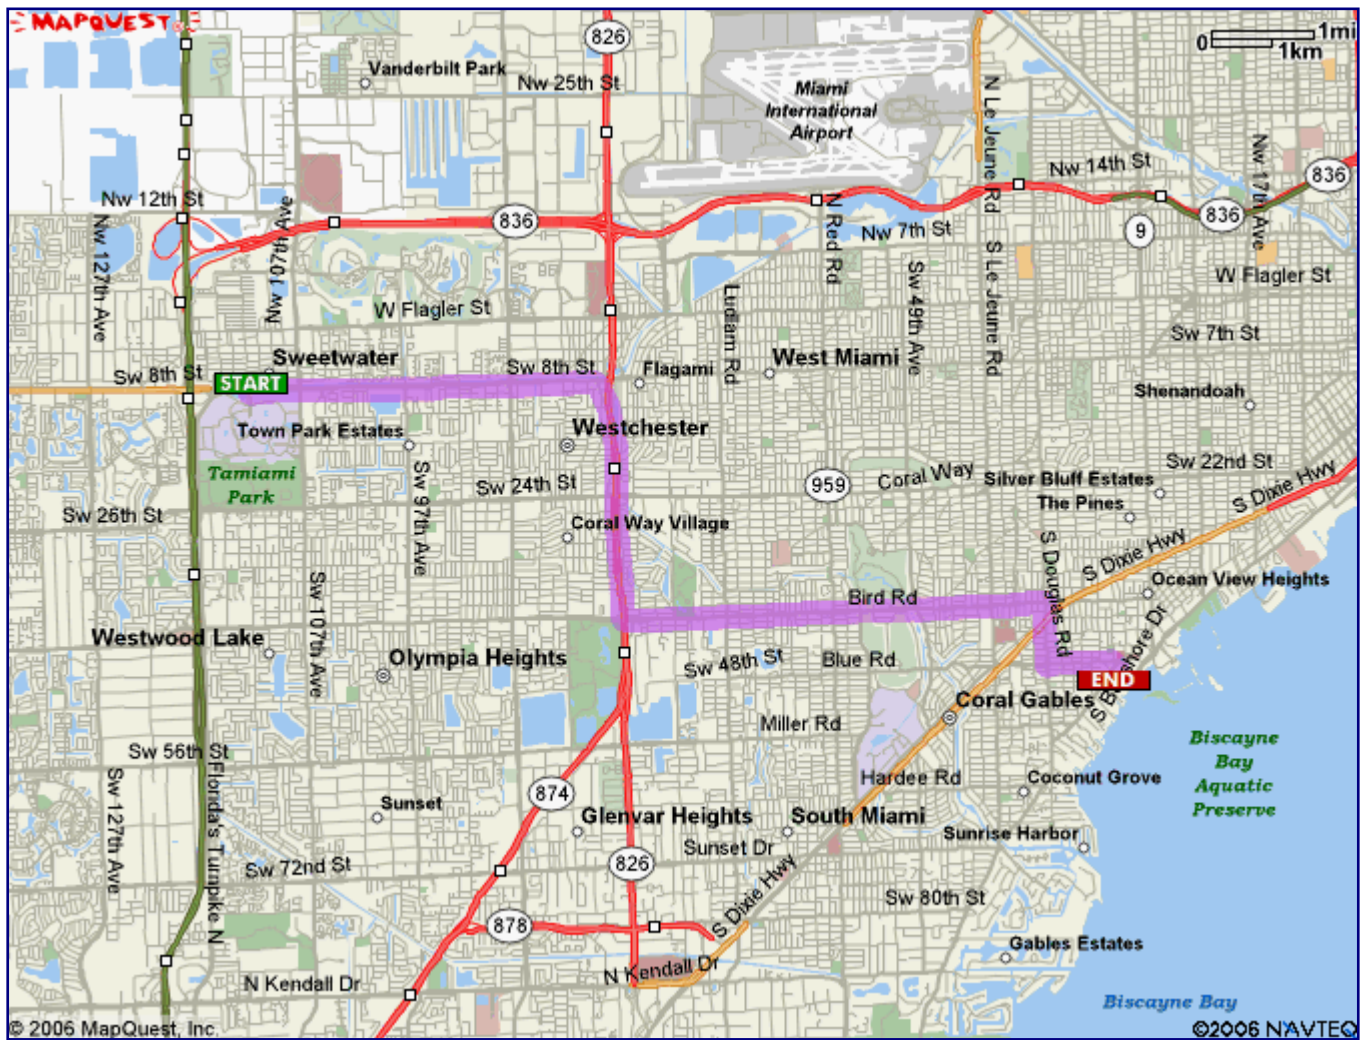 MAPQUEST
826
1mi
0
1km
Vanderbilt Park
Nw 25th St
Miami
International
Airport
N Le Jeune Rd
Nw 14th St
Nw 17th Ave
836
Nw 12th St
Nw 127th Ave
Nw 107th Ave
836
N Red Rd
Nw 7th St
9
836
W Flagler St
S Le Jeune Rd
Sw 49th Ave
W Flagler St
Ludlam Rd
Sw 7th St
Sweetwater
Sw 8th St
START
Sw 8th St
Flagami
West Miami
Shenandoah
Town Park Estates
Westchester
Tamiami
Park
Sw 97th Ave
Sw 24th St
959
Coral Way
Sw 22nd St
Silver Bluff Estates
The Pines
S Dixie Hwy
Sw 26th St
Coral Way Village
S Douglas Rd
S Dixie Hwy
Ocean View Heights
Sw 107th Ave
Bird Rd
Westwood Lake
Olympia Heights
Sw 48th St
Blue Rd
END
S Bayshore Dr
Coral Gables
Miller Rd
Biscayne
Bay
Aquatic
Preserve
Sw 56th St
Florida's Turnpike N
Sw 127th Ave
Hardee Rd
Coconut Grove
874
Sunset
Glenvar Heights
South Miami
Sunrise Harbor
Sunset Dr
Sw 72nd St
826
S Dixie Hwy
Sw 80th St
878
Gables Estates
N Kendall Dr
N Kendall Dr
Biscayne Bay
© 2006 MapQuest, Inc.
©2006 NAVTEQ